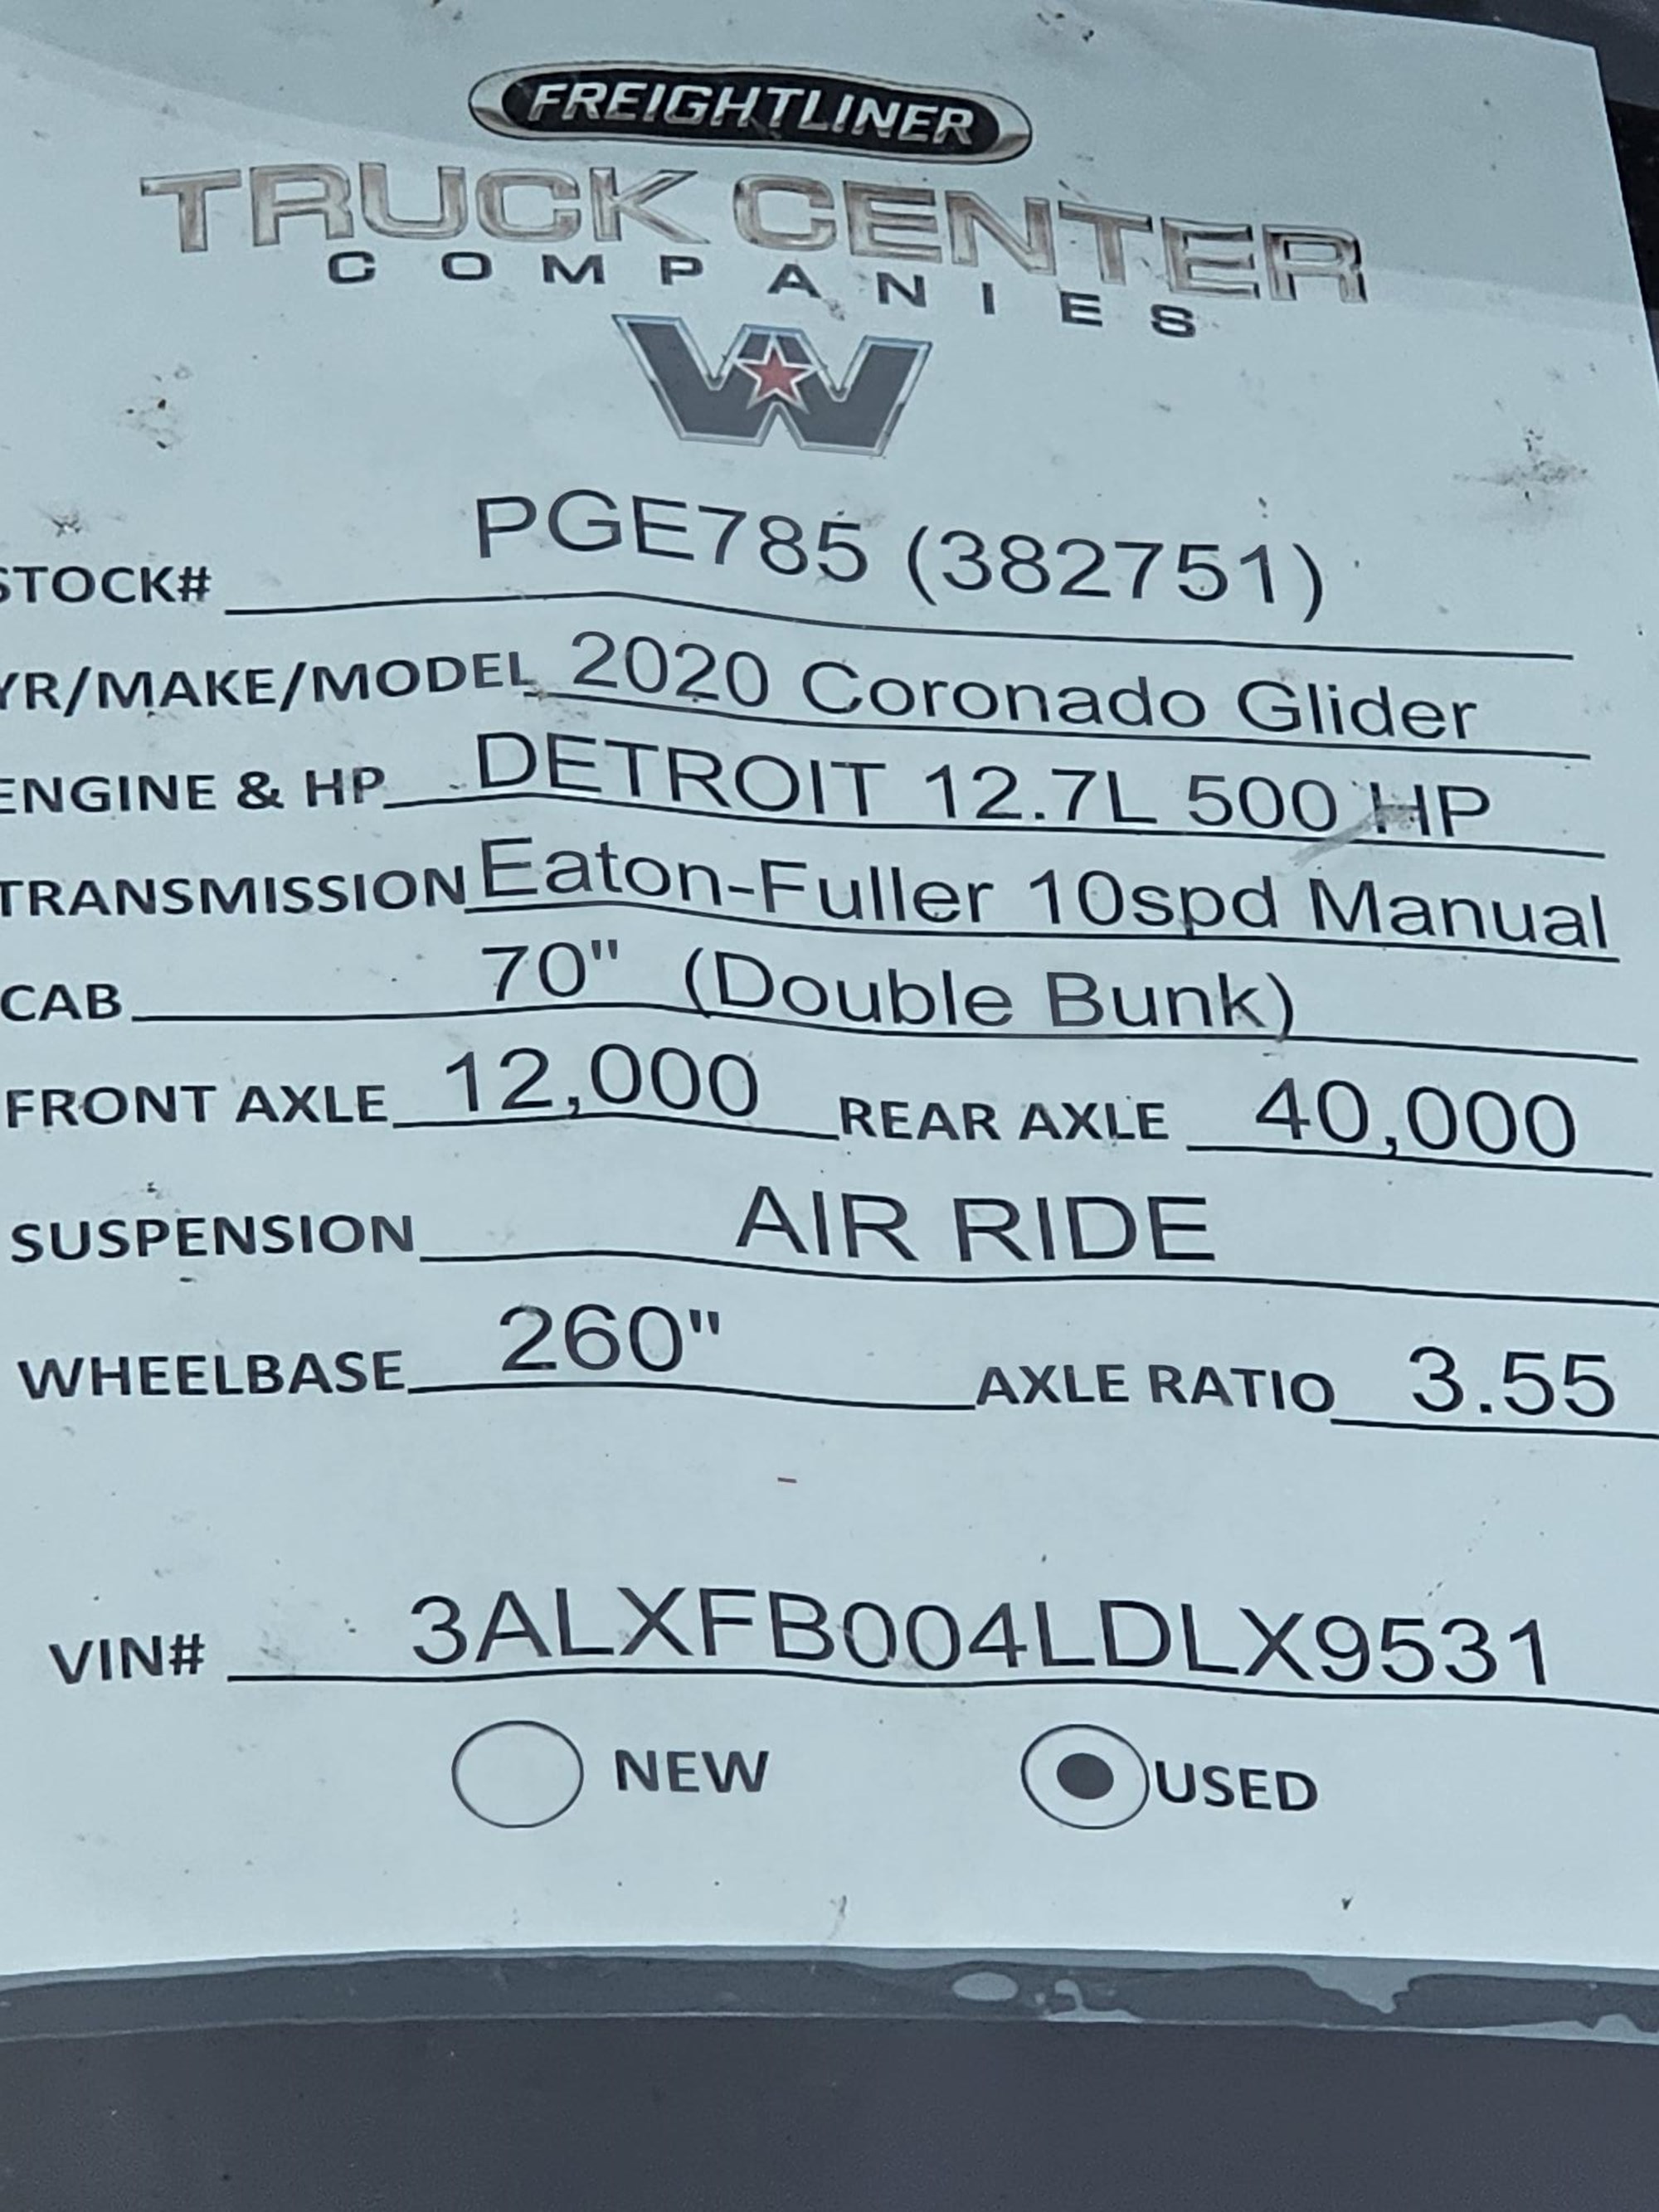 FREIGHTLINER
TRUCK CENTER
COMPANIES
STOCK# PGE785 (382751)
YR/MAKE/MODEL 2020 Coronado Glider
ENGINE & HP DETROIT 12.7L 500 HP
TRANSMISSION Eaton-Fuller 10spd Manual
CAB 70" (Double Bunk)
FRONT AXLE 12,000 REAR AXLE 40,000
SUSPENSION AIR RIDE
WHEELBASE 260" AXLE RATIO 3.55
VIN# 3ALXFB004LDLX9531
NEW USED